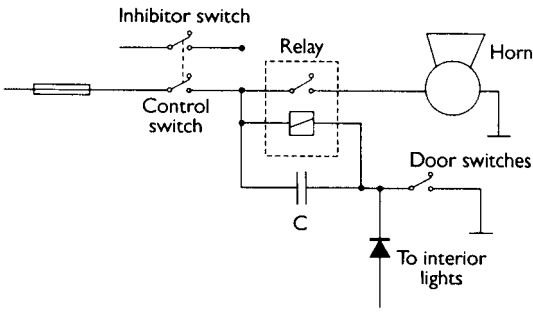 Inhibitor switch
Relay
Horn
Control
switch
Door switches
C
To interior
lights